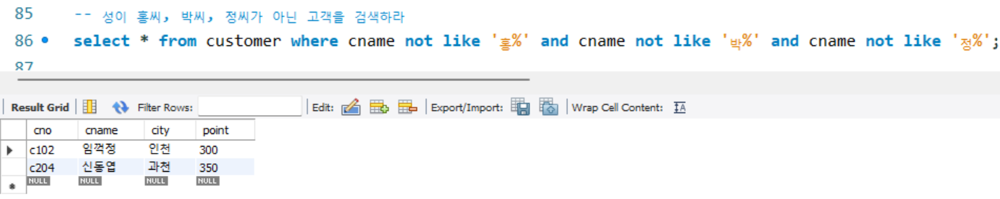 85 -- 성이 홍씨, 박씨, 정씨가 아닌 고객을 검색하라
86 select * from customer where cname not like '홍%' and cname not like '박%' and cname not like '정%';
87
Result Grid Filter Rows: Edit: Export/Import: Wrap Cell Content: IA
cno cname city point
c102 임꺽정 인천 300
c204 신동엽 과천 350
NULL NULL NULL NULL